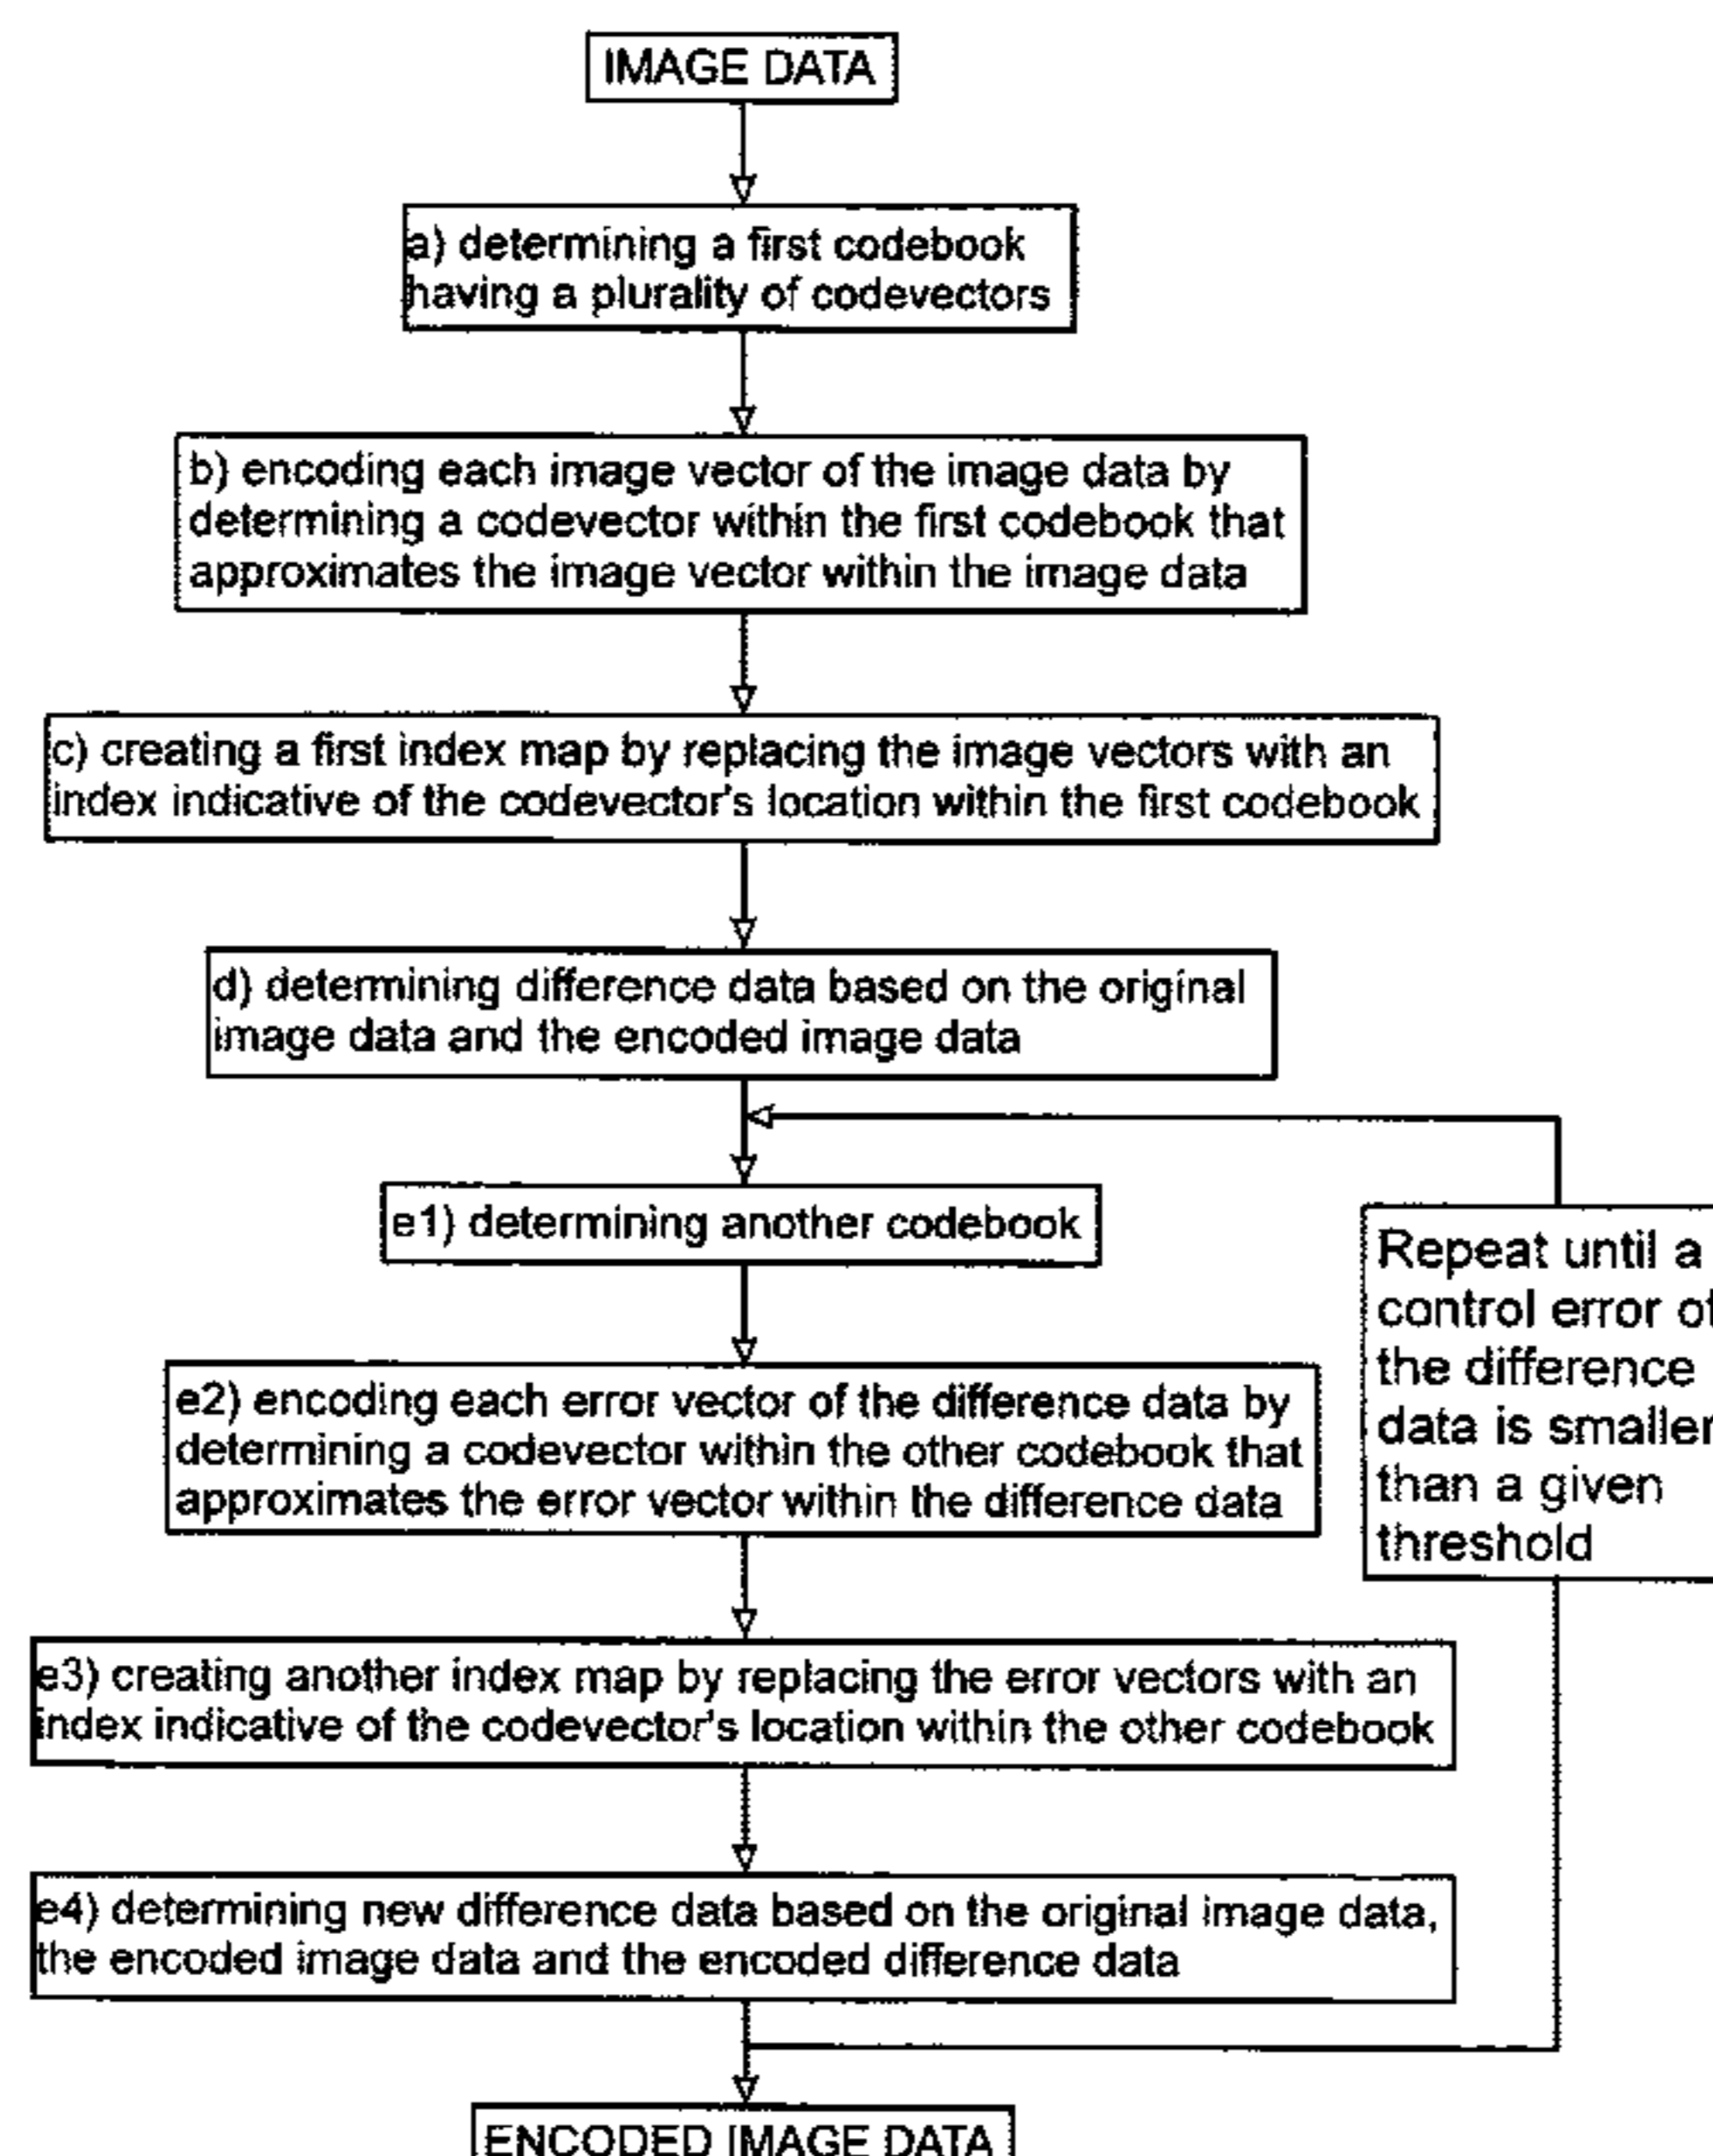 IMAGE DATA
a) determining a first codebook
having a plurality of codevectors
b) encoding each image vector of the image data by
determining a codevector within the first codebook that
approximates the image vector within the image data
c) creating a first index map by replacing the image vectors with an
index indicative of the codevector's location within the first codebook
d) determining difference data based on the original
image data and the encoded image data
e1) determining another codebook
Repeat until a
control error of
the difference
data is smaller
than a given
threshold
e2) encoding each error vector of the difference data by
determining a codevector within the other codebook that
approximates the error vector within the difference data
e3) creating another index map by replacing the error vectors with an
index indicative of the codevector's location within the other codebook
e4) determining new difference data based on the original image data,
the encoded image data and the encoded difference data
ENCODED IMAGE DATA